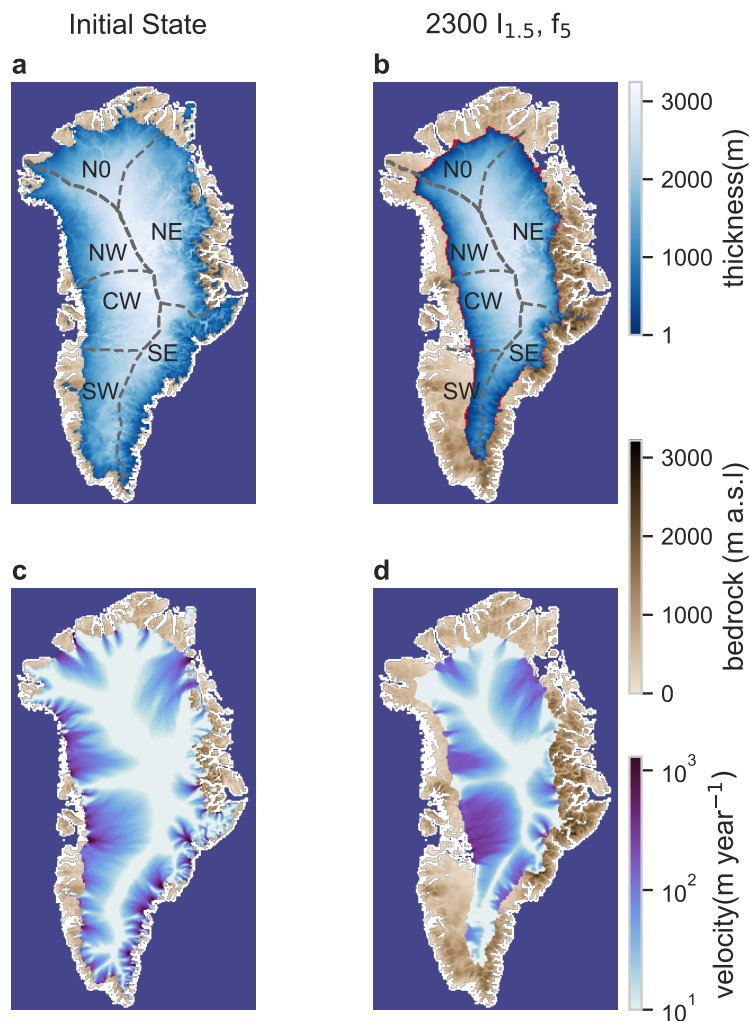 Initial State
2300 I₁.₅, f₅
a
b
N0
NE
NW
CW
SE
SW
N0
NE
NW
CW
SE
SW
3000
2000
1000
1
thickness(m)
3000
2000
1000
0
bedrock (m a.s.l)
c
d
10³
10²
10¹
velocity(m year⁻¹)